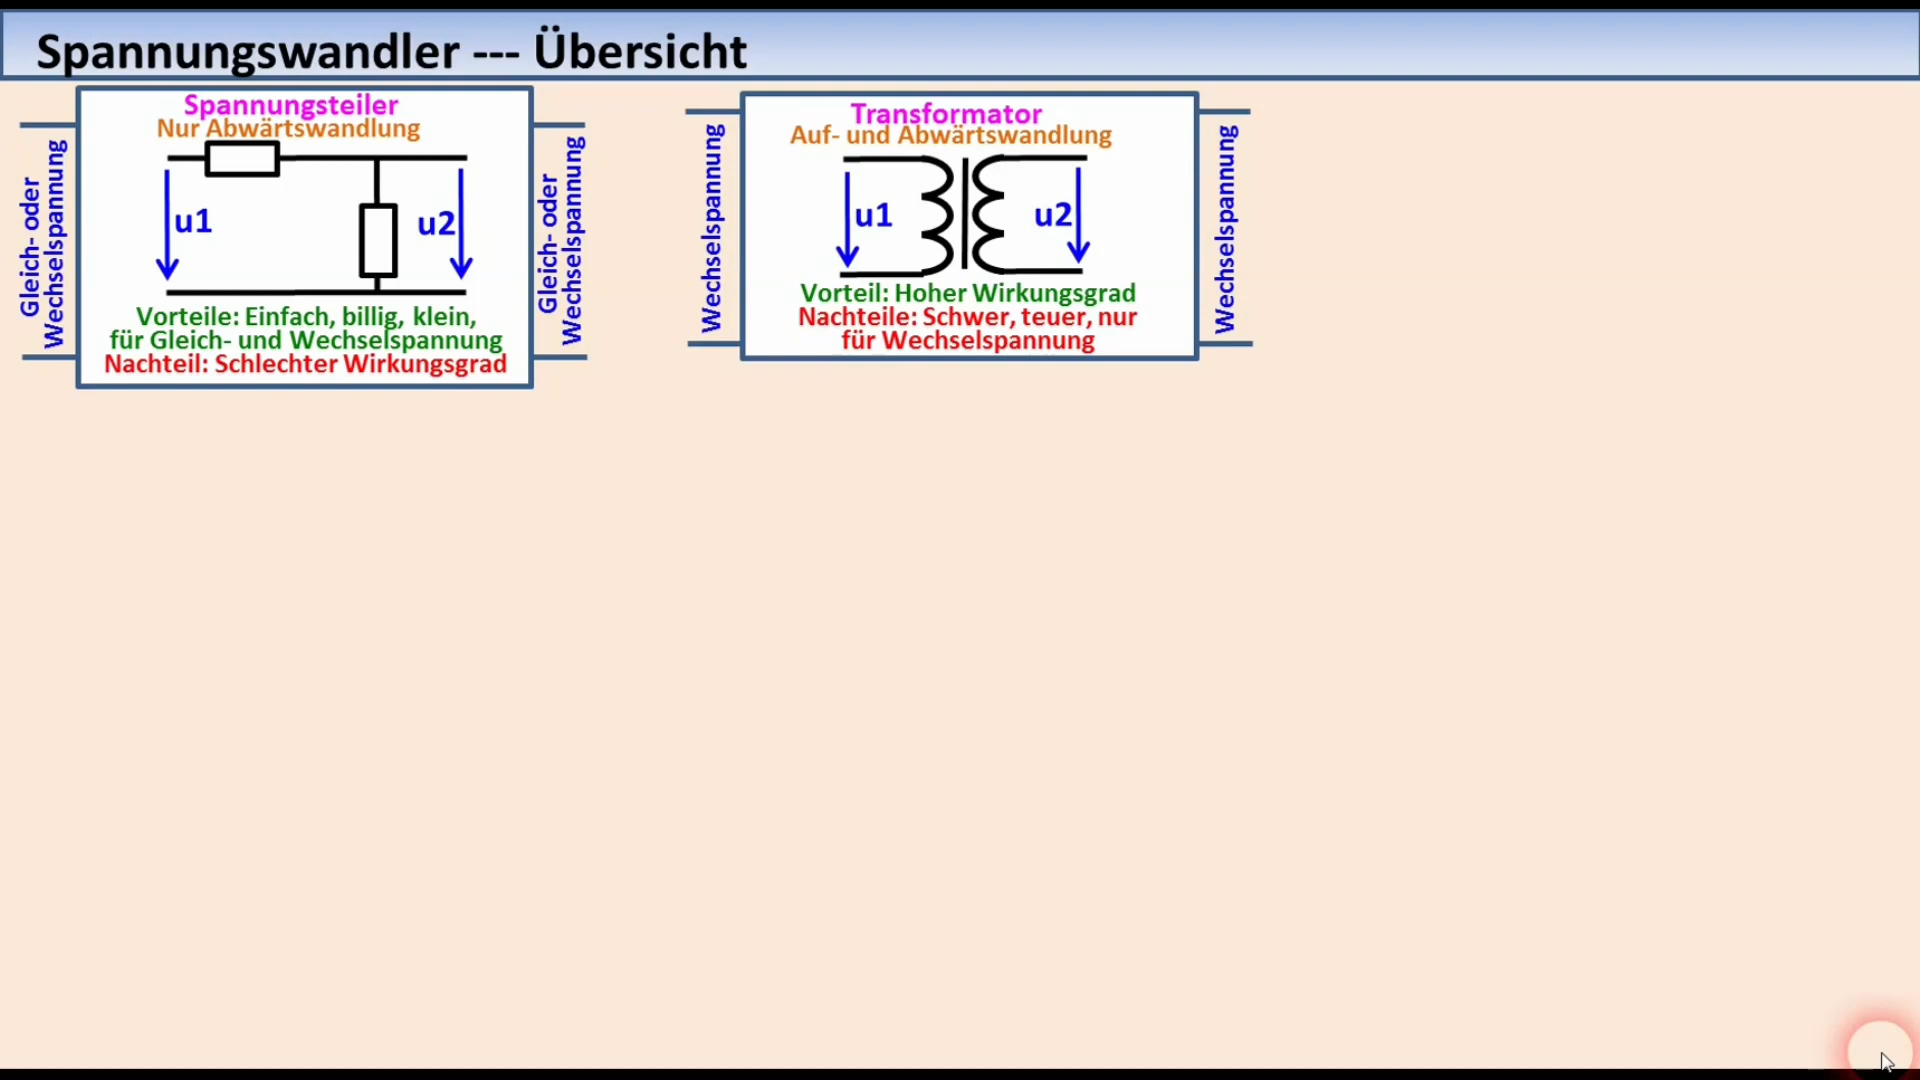 Spannungswandler --- Übersicht
Gleich- oder
Wechselspannung
Spannungsteiler
Nur Abwärtswandlung
u1
u2
Vorteile: Einfach, billig, klein,
für Gleich- und Wechselspannung
Nachteil: Schlechter Wirkungsgrad
Gleich- oder
Wechselspannung
Wechselspannung
Transformator
Auf- und Abwärtswandlung
u1
u2
Vorteil: Hoher Wirkungsgrad
Nachteile: Schwer, teuer, nur
für Wechselspannung
Wechselspannung